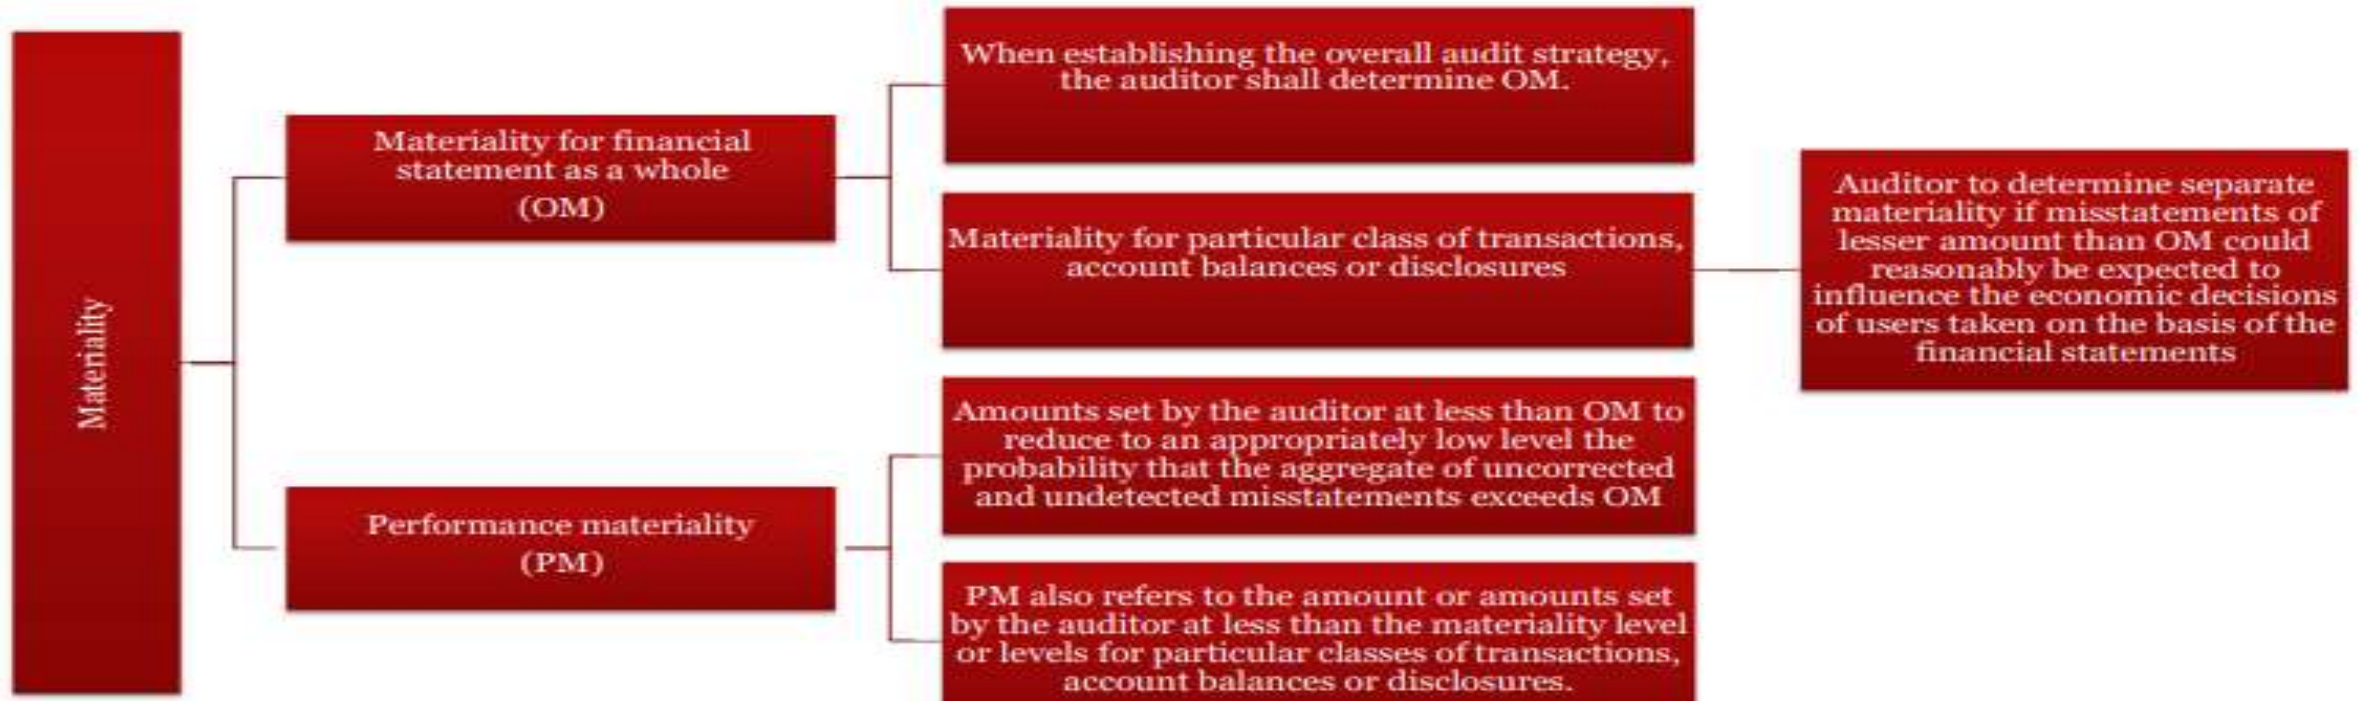 Materiality
Materiality for financial
statement as a whole
(OM)
When establishing the overall audit strategy,
the auditor shall determine OM.
Materiality for particular class of transactions,
account balances or disclosures
Auditor to determine separate
materiality if misstatements of
lesser amount than OM could
reasonably be expected to
influence the economic decisions
of users taken on the basis of the
financial statements
Performance materiality
(PM)
Amounts set by the auditor at less than OM to
reduce to an appropriately low level the
probability that the aggregate of uncorrected
and undetected misstatements exceeds OM
PM also refers to the amount or amounts set
by the auditor at less than the materiality level
or levels for particular classes of transactions,
account balances or disclosures.